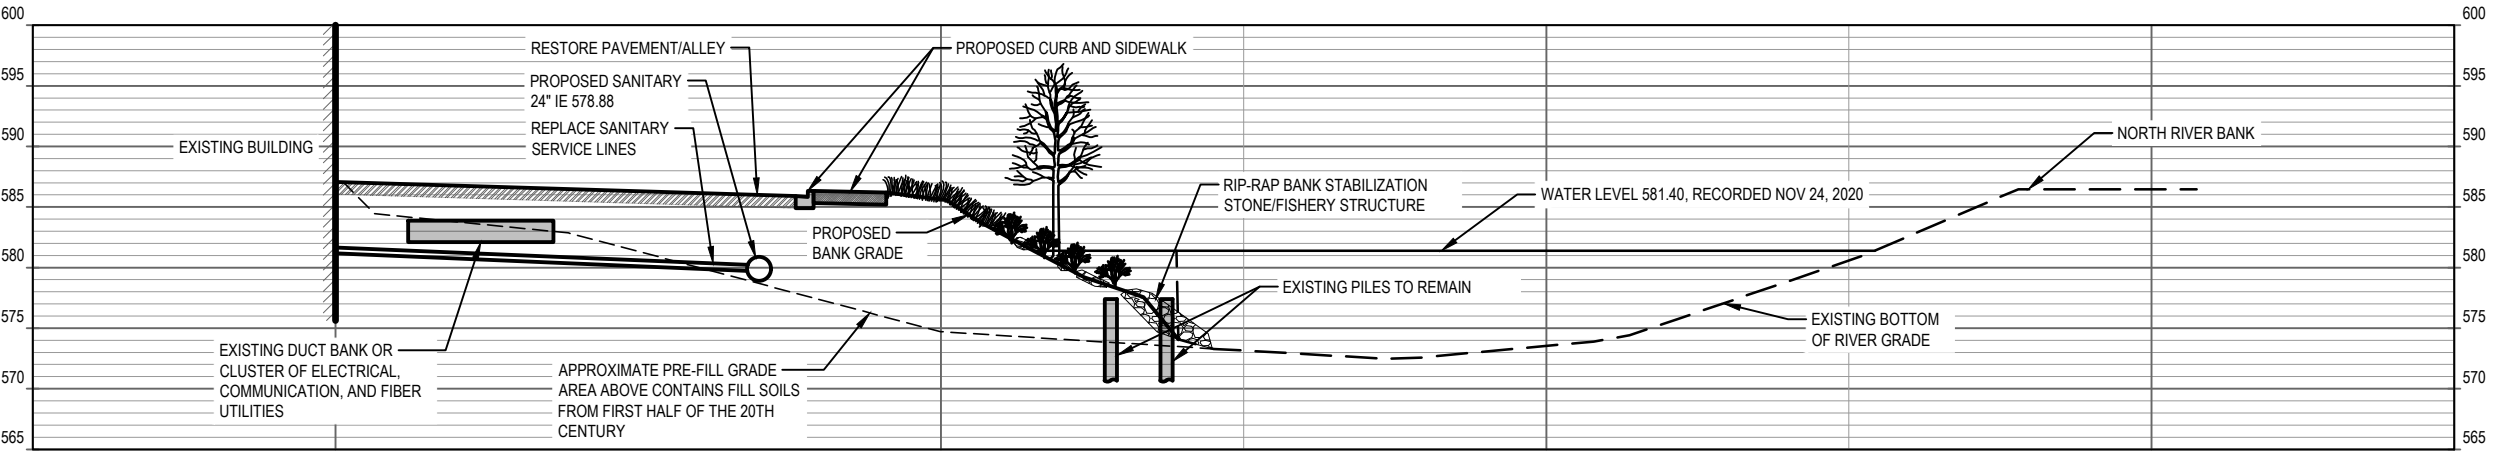 600
600
RESTORE PAVEMENT/ALLEY
PROPOSED CURB AND SIDEWALK
595
595
PROPOSED SANITARY
24" IE 578.88
REPLACE SANITARY
SERVICE LINES
590
590
NORTH RIVER BANK
EXISTING BUILDING
RIP-RAP BANK STABILIZATION
STONE/FISHERY STRUCTURE
WATER LEVEL 581.40, RECORDED NOV 24, 2020
585
585
PROPOSED
BANK GRADE
580
580
EXISTING PILES TO REMAIN
575
575
EXISTING BOTTOM
OF RIVER GRADE
EXISTING DUCT BANK OR
CLUSTER OF ELECTRICAL,
COMMUNICATION, AND FIBER
UTILITIES
APPROXIMATE PRE-FILL GRADE
AREA ABOVE CONTAINS FILL SOILS
FROM FIRST HALF OF THE 20TH
CENTURY
570
570
565
565